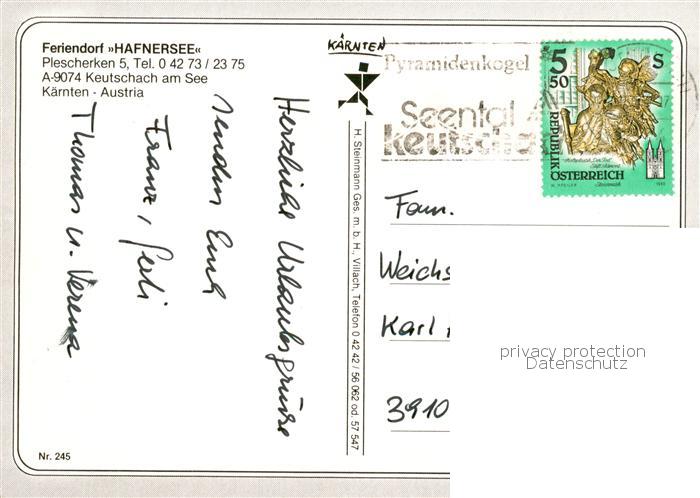 Feriendorf »HAFNERSEE«
Plescherken 5, Tel. 0 42 73 / 23 75
A-9074 Keutschach am See
Kärnten - Austria
Herzliche Urlaubsgrüße
senden Euch
Franz, Gerli
Thomas u. Verena
Nr. 245
H. Steinmann Ges. m. b. H., Villach, Telefon 0 42 42 / 56 062 od. 57 547
KÄRNTEN
Pyramidenkogel
Seental
Keutscha
5 S
50
REPUBLIK
ÖSTERREICH
Fam.
Weichs
Karl
3910
privacy protection
Datenschutz